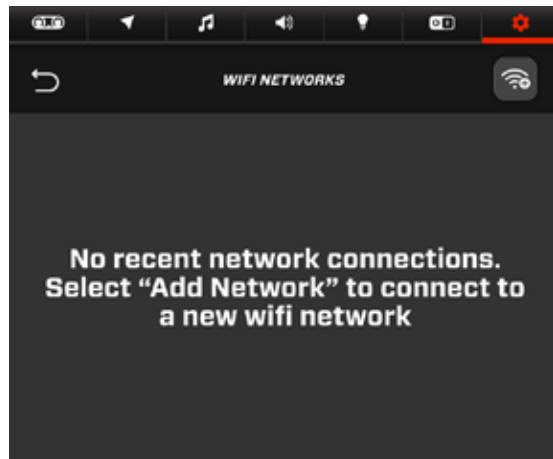 WIFI NETWORKS
No recent network connections.
Select “Add Network” to connect to
a new wifi network